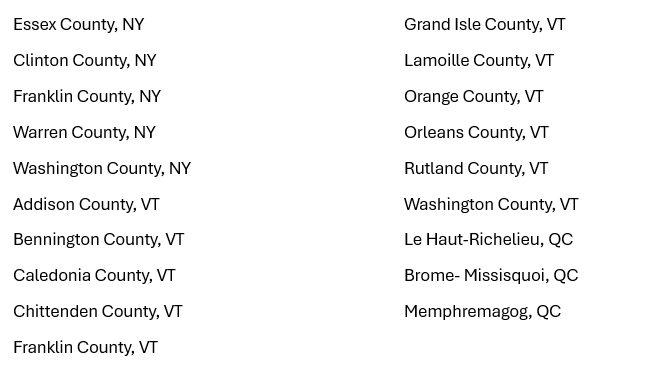 Essex County, NY
Clinton County, NY
Franklin County, NY
Warren County, NY
Washington County, NY
Addison County, VT
Bennington County, VT
Caledonia County, VT
Chittenden County, VT
Franklin County, VT
Grand Isle County, VT
Lamoille County, VT
Orange County, VT
Orleans County, VT
Rutland County, VT
Washington County, VT
Le Haut-Richelieu, QC
Brome- Missisquoi, QC
Memphremagog, QC